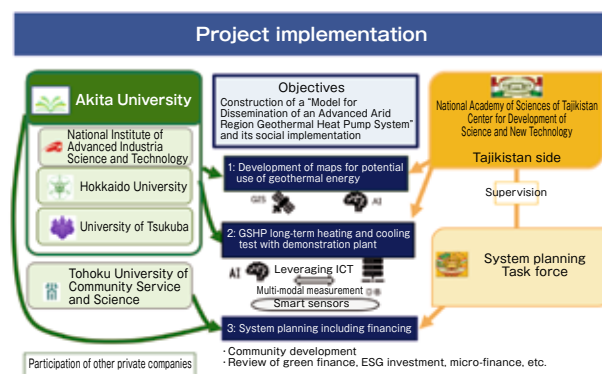 Project implementation
Akita University
National Institute of
Advanced Industria
Science and Technology
Hokkaido University
University of Tsukuba
Tohoku University of
Community Service
and Science
Participation of other private companies
Objectives
Construction of a “Model for
Dissemination of an Advanced Arid
Region Geothermal Heat Pump System”
and its social implementation
1: Development of maps for potential
use of geothermal energy
GIS
AI
2: GSHP long-term heating and cooling
test with demonstration plant
AI
Leveraging ICT
Multi-modal measurement
Smart sensors
3: System planning including financing
· Community development
· Review of green finance, ESG investment, micro-finance, etc.
National Academy of Sciences of Tajikistan
Center for Development of
Science and New Technology
Tajikistan side
Supervision
System planning
Task force